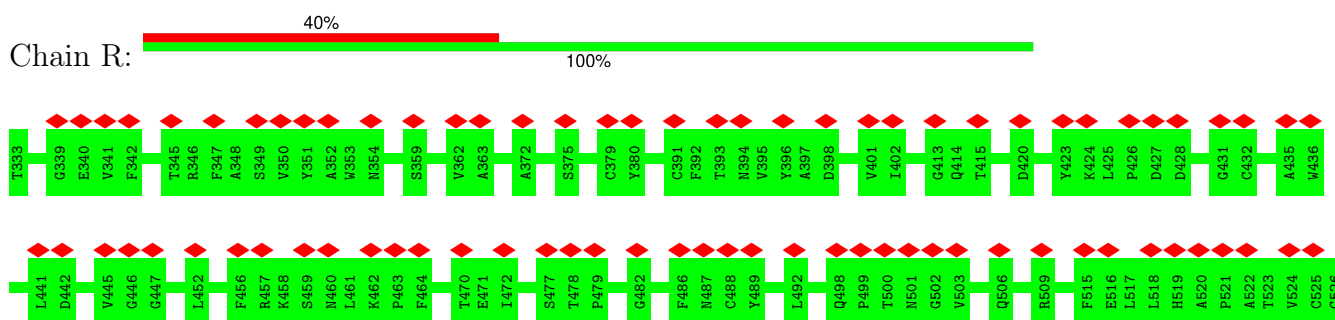 40%
Chain R:
100%
T333 G339 E340 V341 F342 T345 R346 F347 A348 S349 V350 Y351 A352 W353 N354 S359 V362 A363 A372 S375 C379 Y380 C391 F392 T393 N394 V395 Y396 A397 D398 V401 I402 G413 Q414 T415 D420 Y423 K424 L425 P426 D427 D428 G431 C432 A435 W436
L441 D442 V445 G446 G447 L452 F456 R457 K458 S459 N460 L461 K462 P463 F464 T470 E471 I472 S477 T478 P479 G482 F486 N487 C488 Y489 L492 Q498 P499 T500 N501 G502 V503 Q506 R509 F515 E516 L517 L518 H519 A520 P521 A522 T523 V524 C525